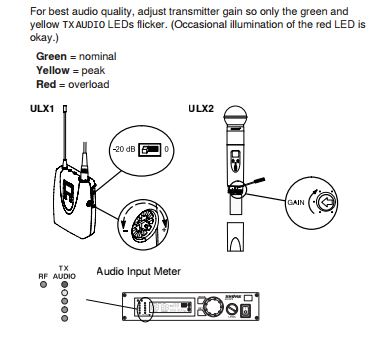 For best audio quality, adjust transmitter gain so only the green and
yellow TX AUDIO LEDs flicker. (Occasional illumination of the red LED is
okay.)
Green = nominal
Yellow = peak
Red = overload
ULX1
ULX2
-20 dB
0
GAIN
TX
RF AUDIO
Audio Input Meter
SHURE